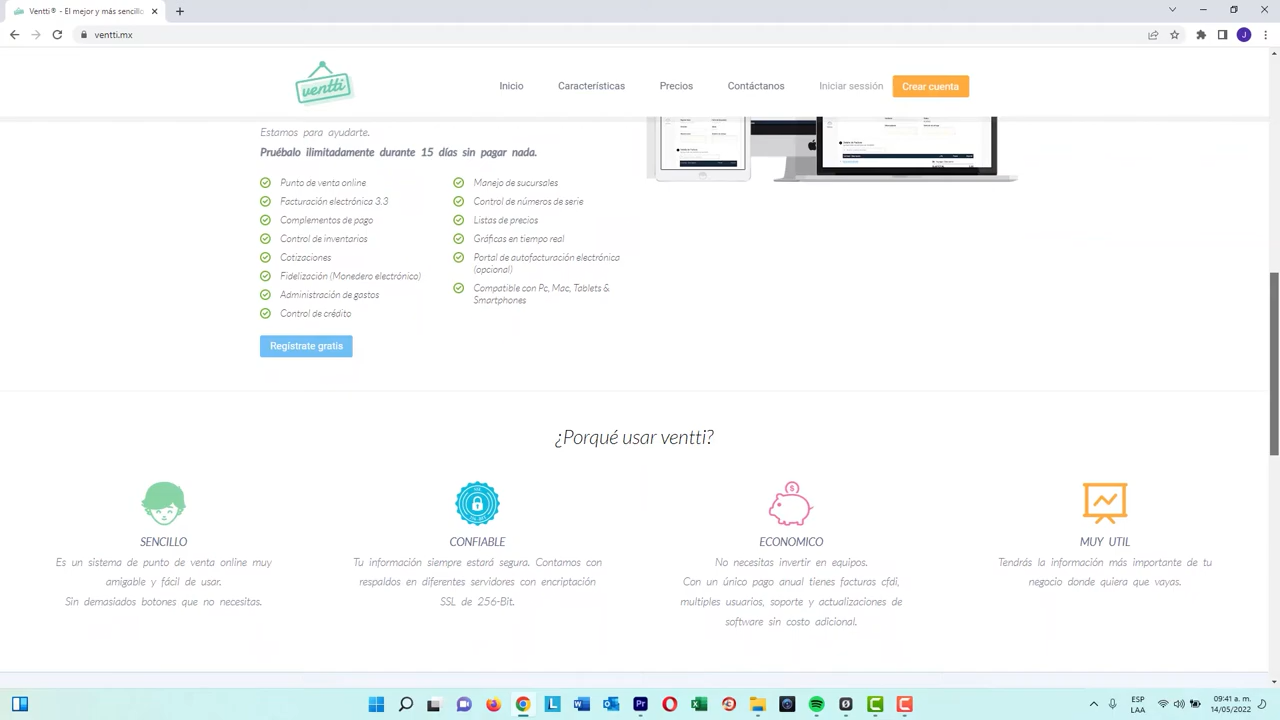 Ventti® - El mejor y más sencillo
ventti.mx
J
ventti
Inicio
Características
Precios
Contáctanos
Iniciar sesión
Crear cuenta
Estamos para ayudarte.
Pruébalo ilimitadamente durante 15 días sin pagar nada.
Punto de venta online
Facturación electrónica 3.3
Complementos de pago
Control de inventarios
Cotizaciones
Fidelización (Monedero electrónico)
Administración de gastos
Control de crédito
Manejo de sucursales
Control de números de serie
Listas de precios
Gráficas en tiempo real
Portal de autofacturación electrónica
(opcional)
Compatible con Pc, Mac, Tablets &
Smartphones
Regístrate gratis
¿Porqué usar ventti?
SENCILLO
Es un sistema de punto de venta online muy
amigable y fácil de usar.
Sin demasiados botones que no necesitas.
CONFIABLE
Tu información siempre estará segura. Contamos con
respaldos en diferentes servidores con encriptación
SSL de 256-Bit.
ECONOMICO
No necesitas invertir en equipos.
Con un único pago anual tienes facturas cfdi,
multiples usuarios, soporte y actualizaciones de
software sin costo adicional.
MUY UTIL
Tendrás la información más importante de tu
negocio donde quiera que vayas.
ESP
LAA
09:41 a. m.
14/05/2022